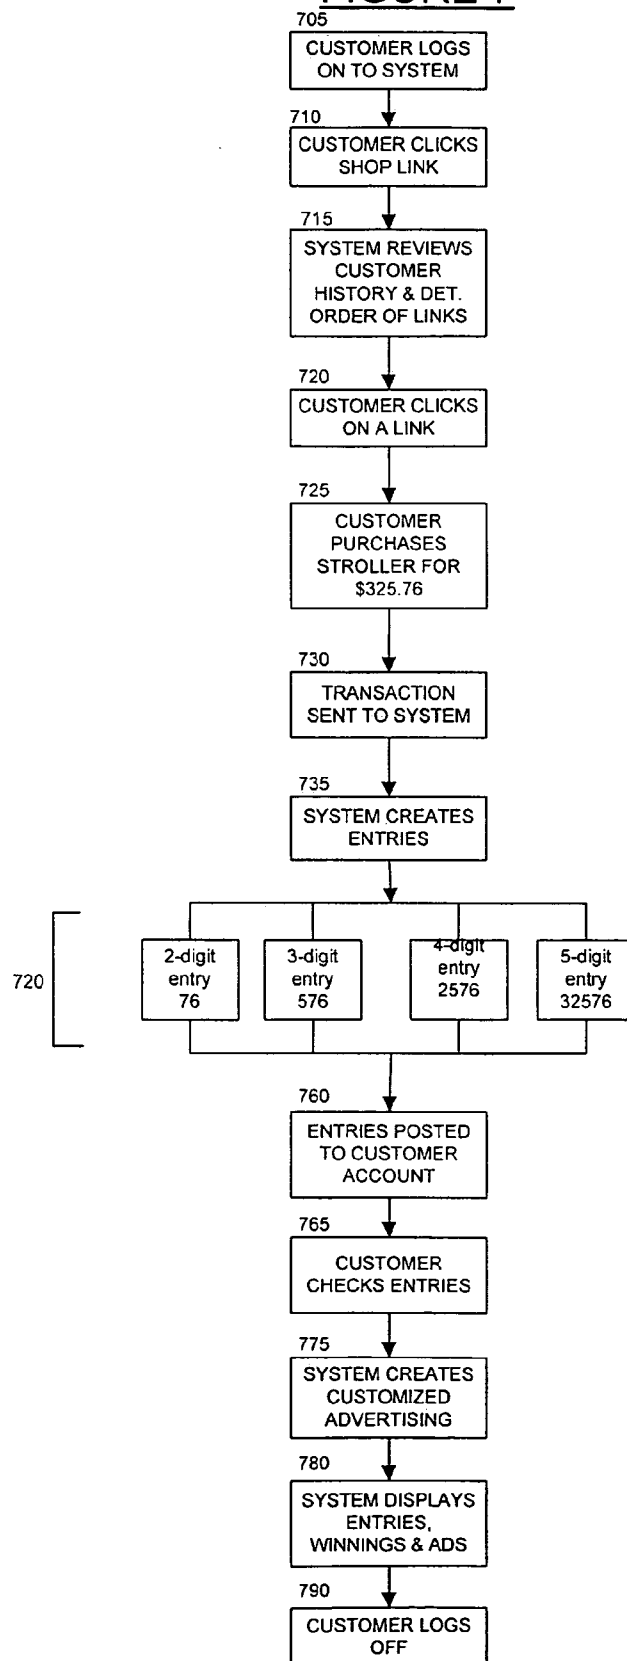 705
CUSTOMER LOGS
ON TO SYSTEM
710
CUSTOMER CLICKS
SHOP LINK
715
SYSTEM REVIEWS
CUSTOMER
HISTORY & DET.
ORDER OF LINKS
720
CUSTOMER CLICKS
ON A LINK
725
CUSTOMER
PURCHASES
STROLLER FOR
$325.76
730
TRANSACTION
SENT TO SYSTEM
735
SYSTEM CREATES
ENTRIES
720
2-digit
entry
76
3-digit
entry
576
4-digit
entry
2576
5-digit
entry
32576
760
ENTRIES POSTED
TO CUSTOMER
ACCOUNT
765
CUSTOMER
CHECKS ENTRIES
775
SYSTEM CREATES
CUSTOMIZED
ADVERTISING
780
SYSTEM DISPLAYS
ENTRIES,
WINNINGS & ADS
790
CUSTOMER LOGS
OFF